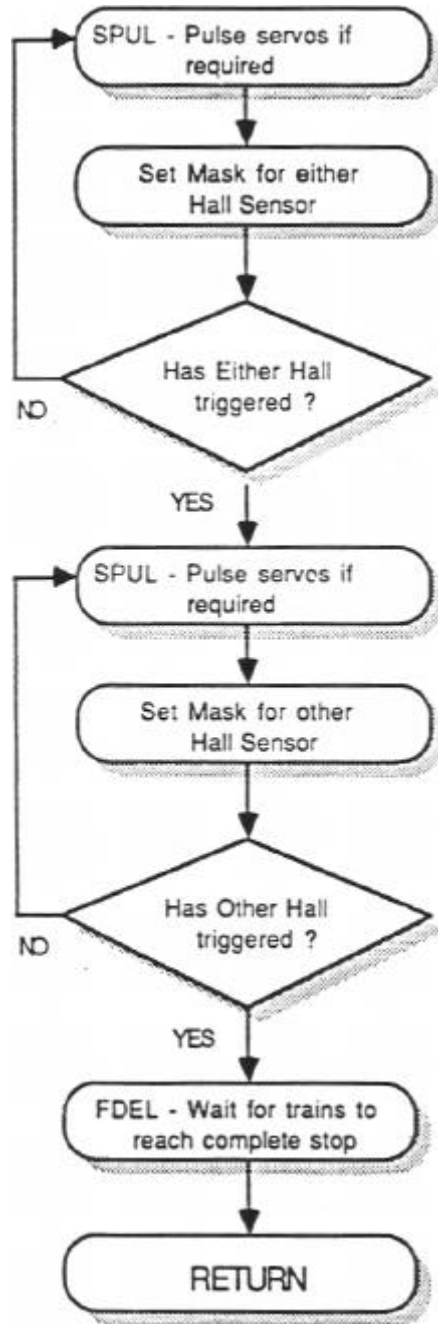 SPUL - Pulse servos if
required
Set Mask for either
Hall Sensor
Has Either Hall
triggered ?
NO
YES
SPUL - Pulse servos if
required
Set Mask for other
Hall Sensor
Has Other Hall
triggered ?
NO
YES
FDEL - Wait for trains to
reach complete stop
RETURN